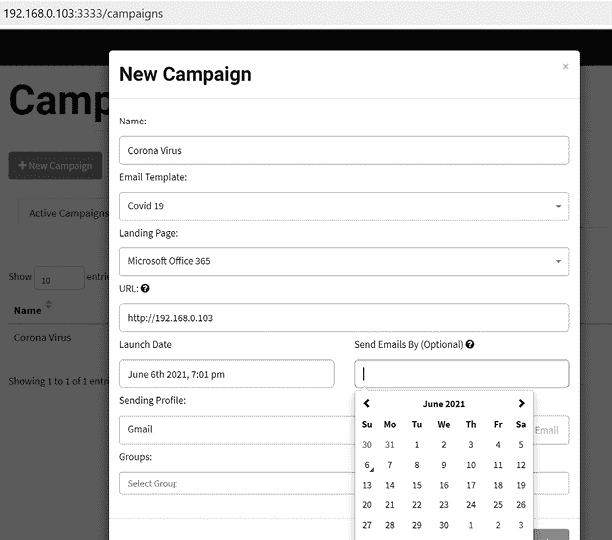 192.168.0.103:3333/campaigns
Camp
New Campaign
×
Name:
Corona Virus
+ New Campaign
Email Template:
Covid 19
Active Campaigns
Landing Page:
Microsoft Office 365
Show 10 entri
URL:
Name
http://192.168.0.103
Corona Virus
Launch Date Send Emails By (Optional)
June 6th 2021, 7:01 pm
Showing 1 to 1 of 1 entri
Sending Profile:
June 2021
Gmail
Email
Su Mo Tu We Th Fr Sa
30 31 1 2 3 4 5
Groups:
6 7 8 9 10 11 12
Select Group
13 14 15 16 17 18 19
20 21 22 23 24 25 26
27 28 29 30 1 2 3